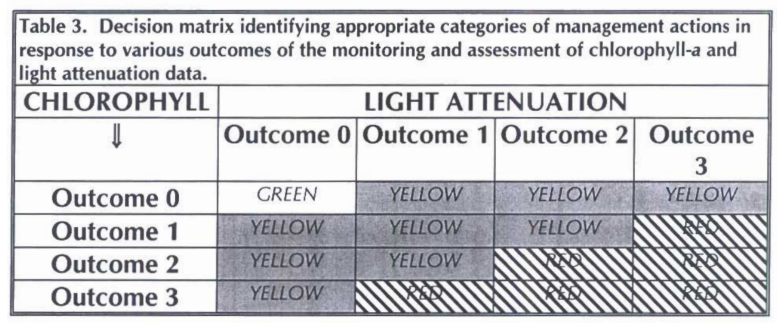 Table 3. Decision matrix identifying appropriate categories of management actions in
response to various outcomes of the monitoring and assessment of chlorophyll-a and
light attenuation data.
CHLOROPHYLL LIGHT ATTENUATION
⇓ Outcome 0 Outcome 1 Outcome 2 Outcome
3
Outcome 0 GREEN YELLOW YELLOW YELLOW
Outcome 1 YELLOW YELLOW YELLOW RED
Outcome 2 YELLOW YELLOW RED RED
Outcome 3 YELLOW RED RED RED